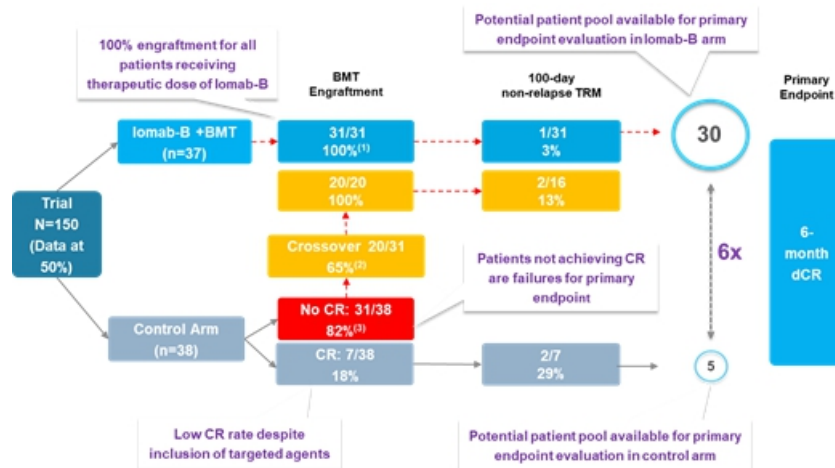 Potential patient pool available for primary
endpoint evaluation in Iomab-B arm
100% engraftment for all
patients receiving
therapeutic dose of Iomab-B
BMT
Engraftment
100-day
non-relapse TRM
Primary
Endpoint
Iomab-B +BMT
(n=37)
31/31
100%(1)
1/31
3%
30
20/20
100%
2/16
13%
Trial
N=150
(Data at
50%)
Crossover 20/31
65%(2)
6x
6-
month
dCR
Patients not achieving CR
are failures for primary
endpoint
No CR: 31/38
82%(3)
Control Arm
(n=38)
CR: 7/38
18%
2/7
29%
5
Low CR rate despite
inclusion of targeted agents
Potential patient pool available for primary
endpoint evaluation in control arm